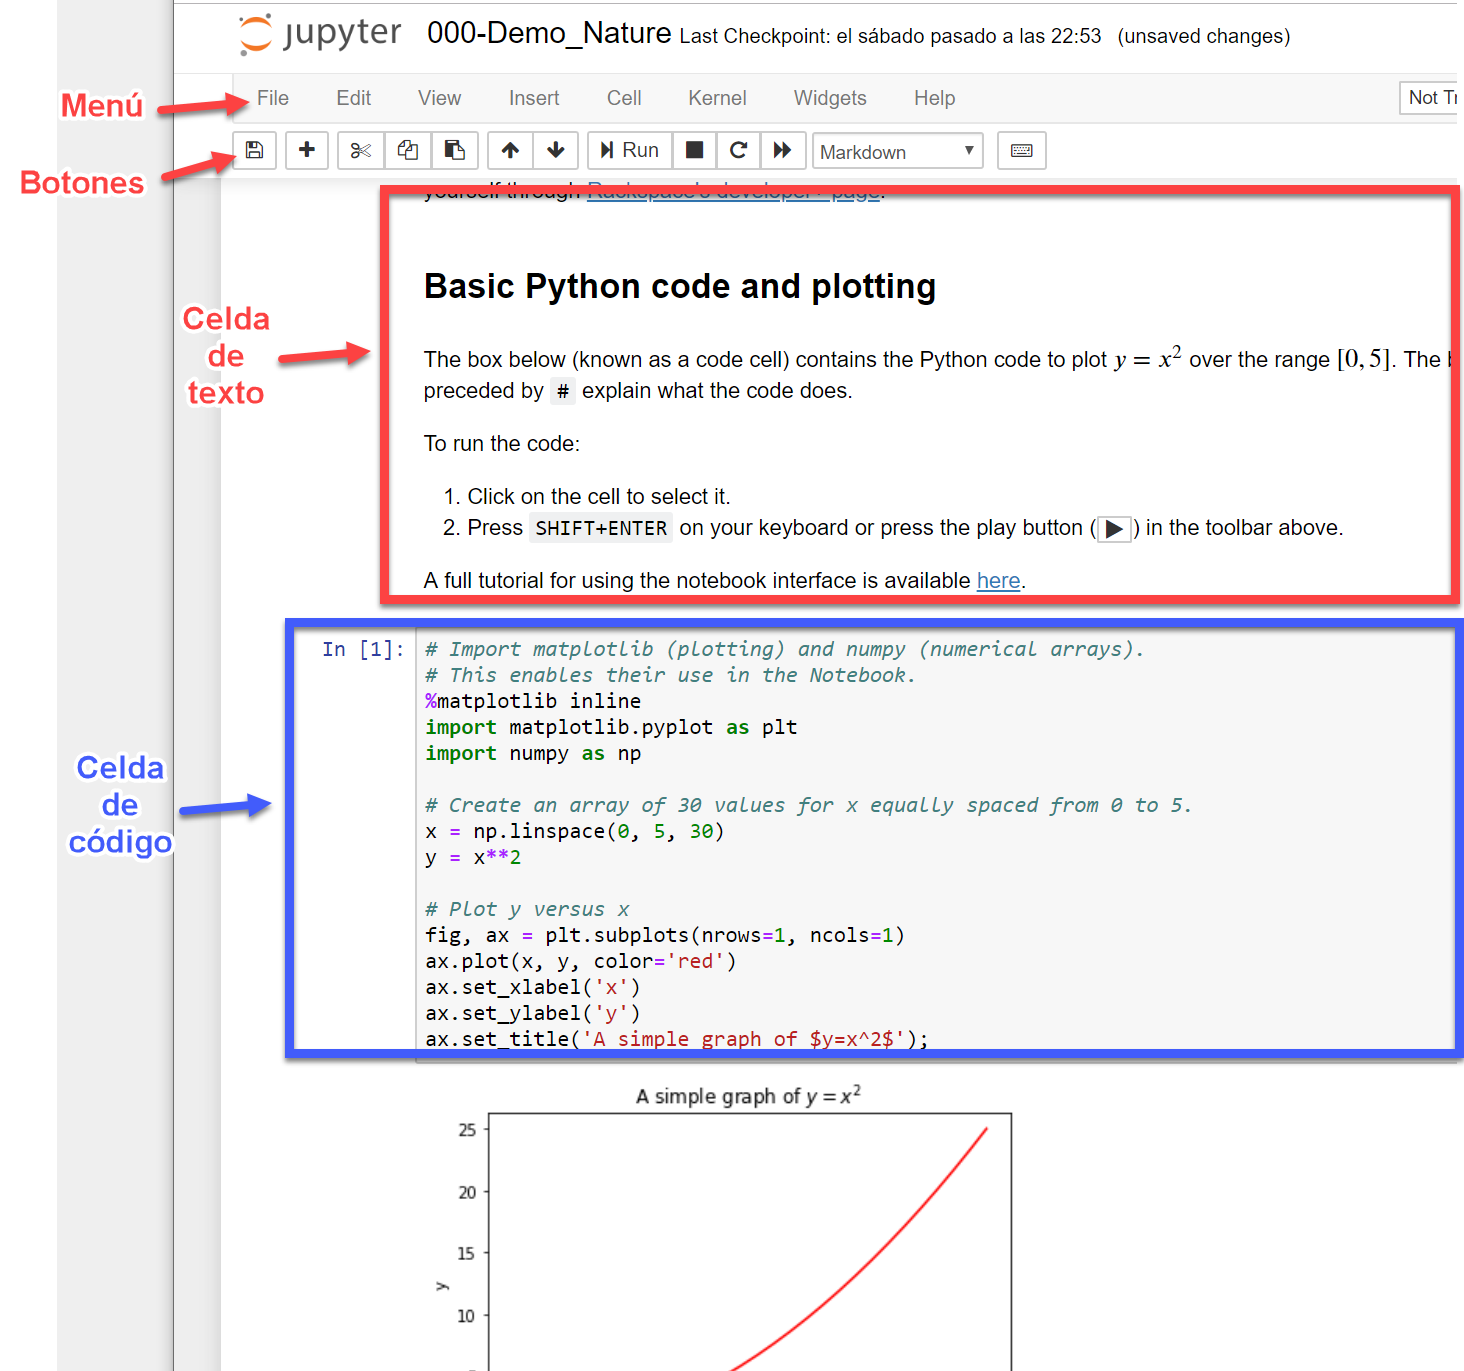 jupyter 000-Demo_Nature Last Checkpoint: el sábado pasado a las 22:53 (unsaved changes)
Menú
File Edit View Insert Cell Kernel Widgets Help Not
Botones
Run Markdown
yourself through Rackspace's developer+ page.
Basic Python code and plotting
Celda
de
texto
The box below (known as a code cell) contains the Python code to plot y = x² over the range [0, 5]. The
preceded by # explain what the code does.
To run the code:
1. Click on the cell to select it.
2. Press SHIFT+ENTER on your keyboard or press the play button (▶) in the toolbar above.
A full tutorial for using the notebook interface is available here.
Celda
de
código
In [1]:
# Import matplotlib (plotting) and numpy (numerical arrays).
# This enables their use in the Notebook.
%matplotlib inline
import matplotlib.pyplot as plt
import numpy as np
# Create an array of 30 values for x equally spaced from 0 to 5.
x = np.linspace(0, 5, 30)
y = x**2
# Plot y versus x
fig, ax = plt.subplots(nrows=1, ncols=1)
ax.plot(x, y, color='red')
ax.set_xlabel('x')
ax.set_ylabel('y')
ax.set_title('A simple graph of $y=x^2$');
A simple graph of y = x²
25
20
15
y
10